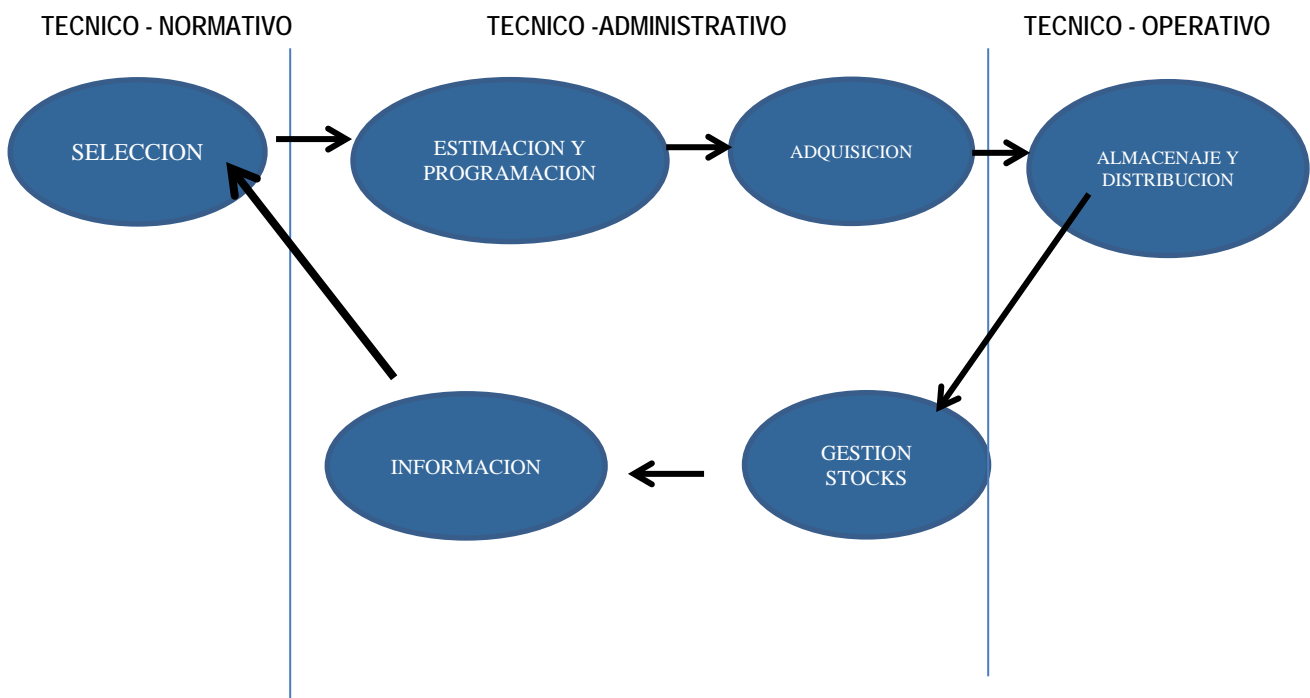 TECNICO - NORMATIVO
TECNICO -ADMINISTRATIVO
TECNICO - OPERATIVO
SELECCION
ESTIMACION Y
PROGRAMACION
ADQUISICION
ALMACENAJE Y
DISTRIBUCION
INFORMACION
GESTION
STOCKS